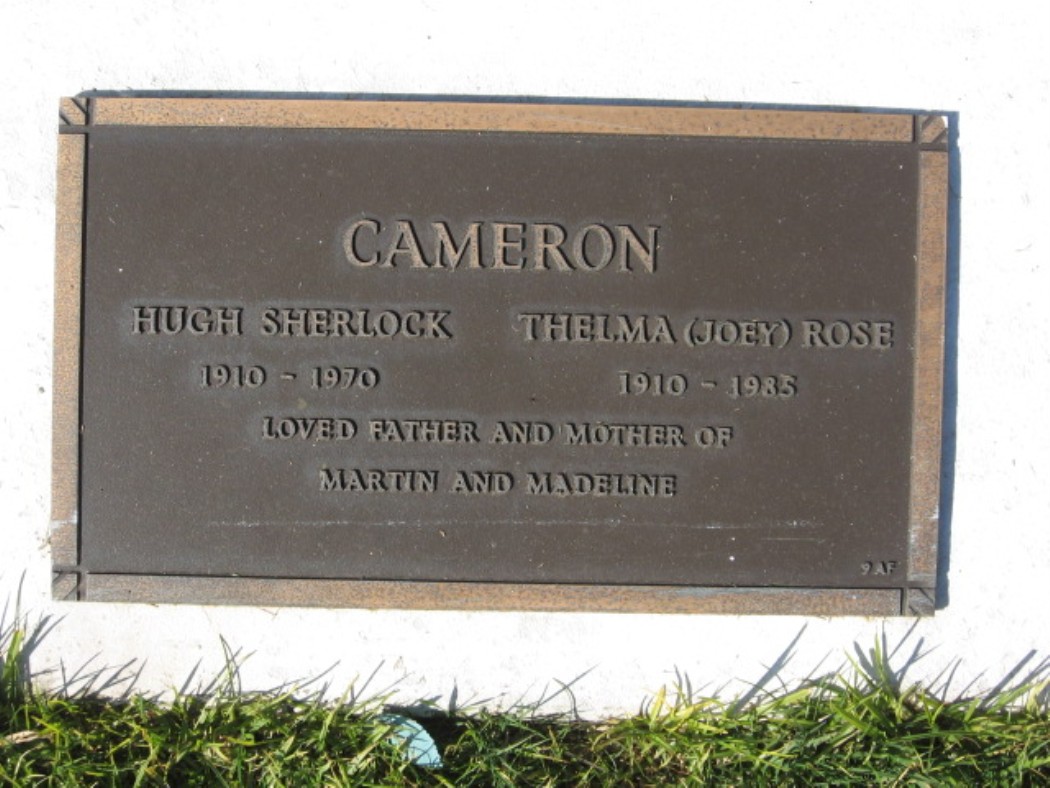 CAMERON
HUGH SHERLOCK THELMA (JOEY) ROSE
1910 - 1970 1910 - 1985
LOVED FATHER AND MOTHER OF
MARTIN AND MADELINE
9 AF